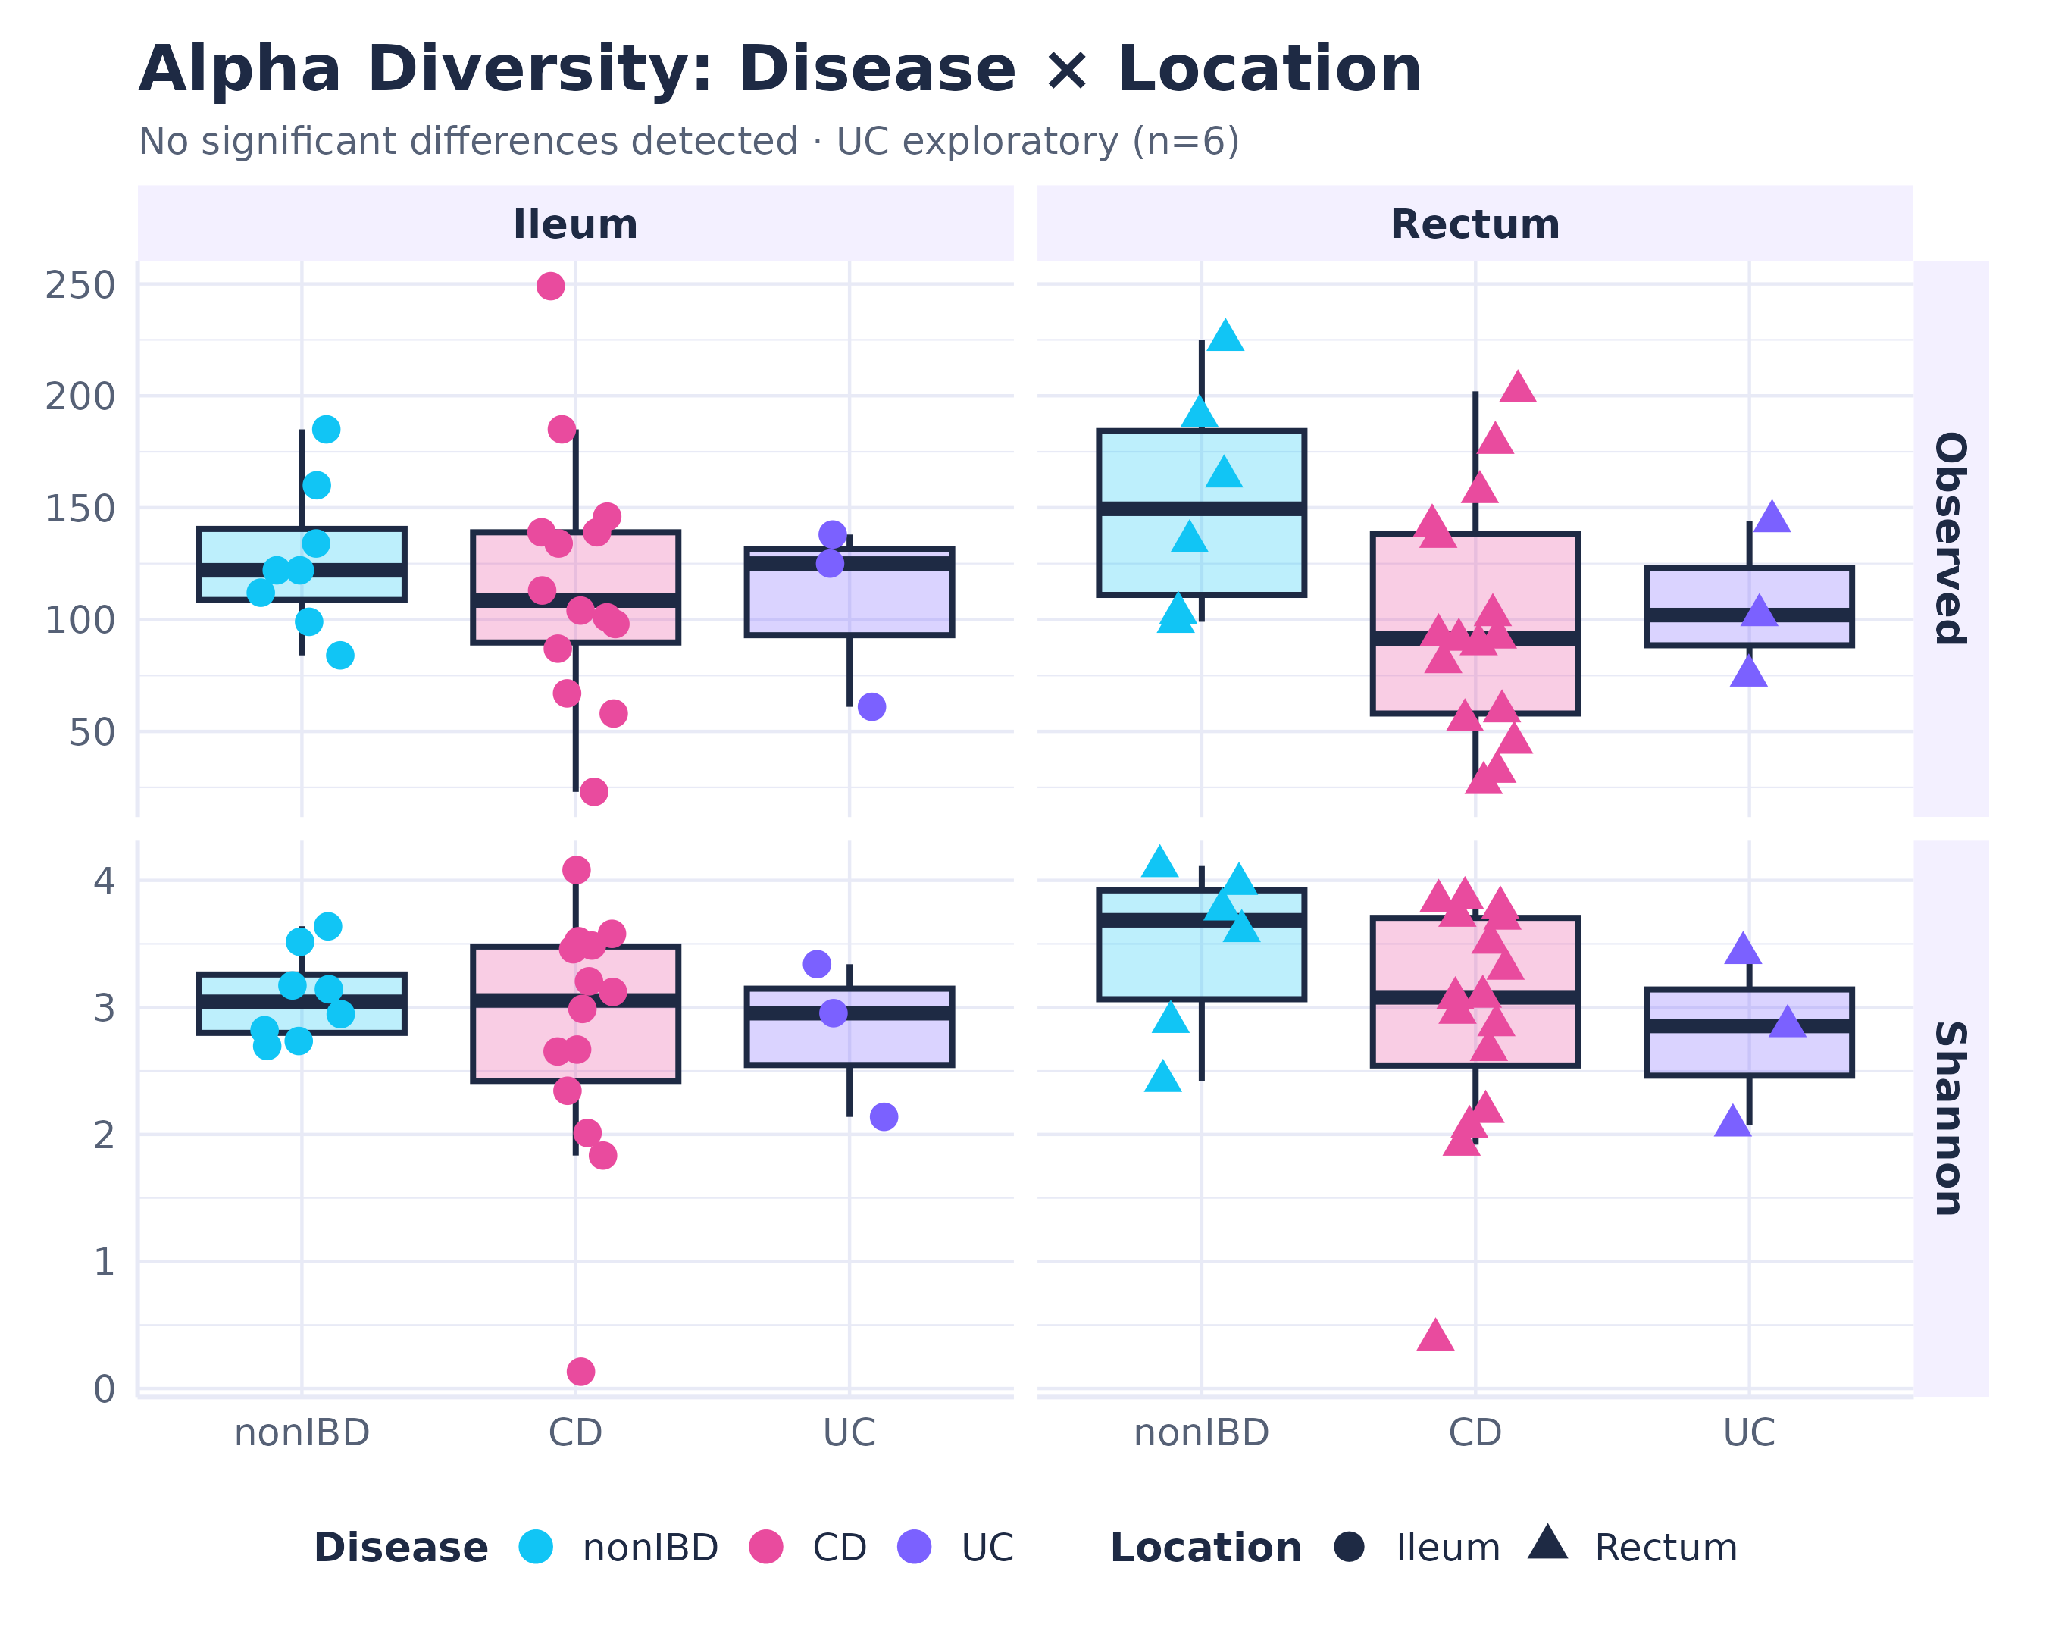 Alpha Diversity: Disease × Location
No significant differences detected · UC exploratory (n=6)
Ileum
Rectum
250
200
150
100
50
Observed
4
3
2
1
0
Shannon
nonIBD
CD
UC
nonIBD
CD
UC
Disease nonIBD CD UC Location Ileum Rectum